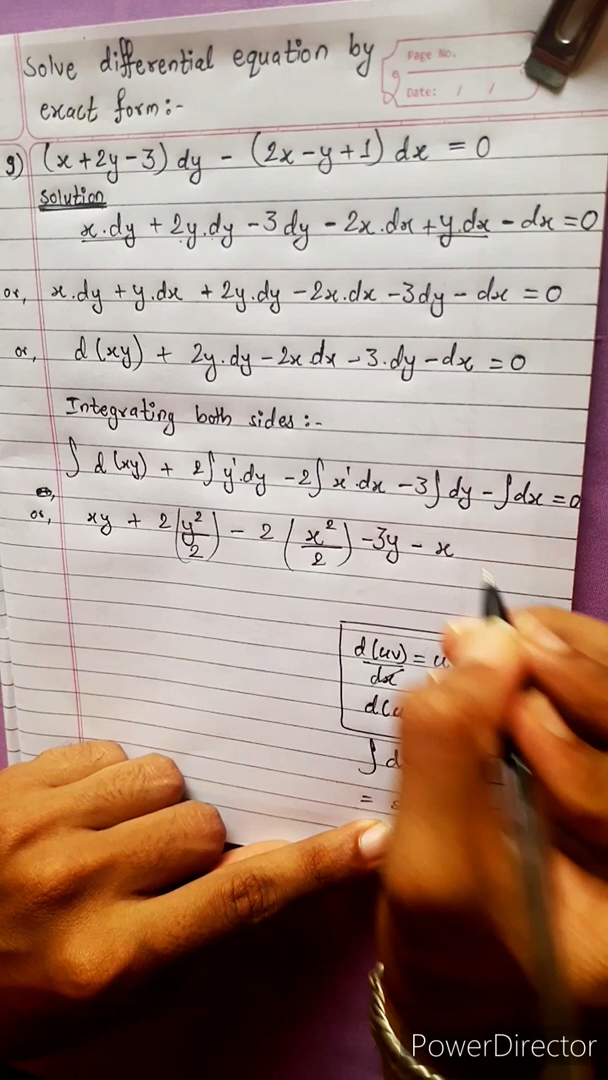 Solve differential equation by
exact form:-
Page No.
Date: / /
9) (x+2y-3) dy - (2x-y+1) dx = 0
Solution
x.dy + 2y.dy - 3dy - 2x.dx + y.dx - dx = 0
or, x.dy + y.dx + 2y.dy - 2x.dx - 3dy - dx = 0
or, d(xy) + 2y.dy - 2x.dx - 3.dy - dx = 0
Integrating both sides:-
∫ d(xy) + 2∫ y¹.dy - 2∫ x¹.dx - 3∫ dy - ∫ dx = 0
or, xy + 2(y²/2) - 2(x²/2) - 3y - x
d(uv)/dx = u
d(u
∫ d
=
PowerDirector